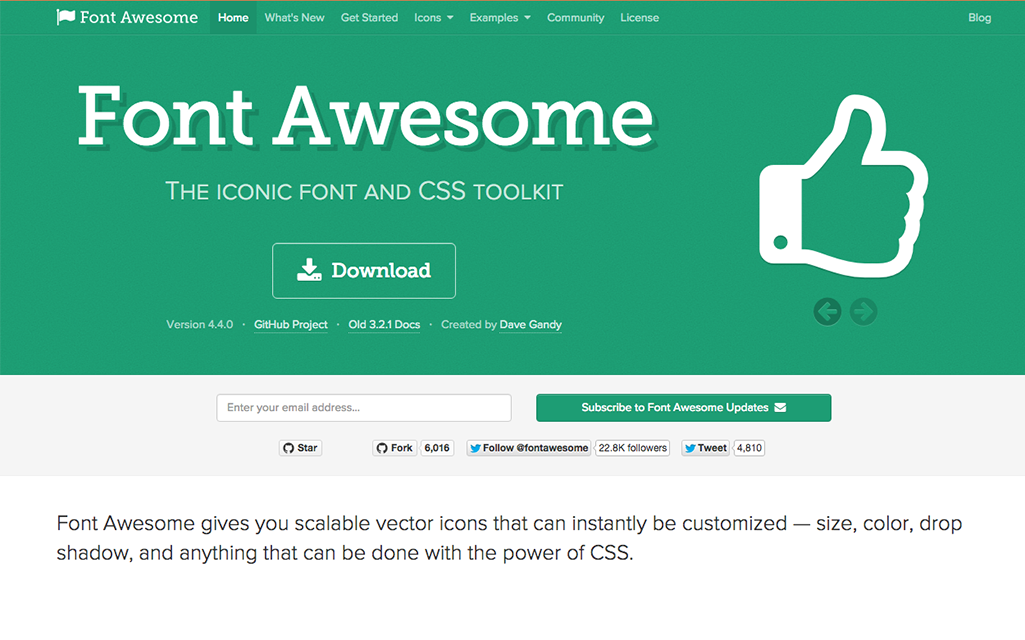 Font Awesome Home What's New Get Started Icons Examples Community License Blog
Font Awesome
The iconic font and CSS toolkit
Download
Version 4.4.0 · GitHub Project · Old 3.2.1 Docs · Created by Dave Gandy
Enter your email address... Subscribe to Font Awesome Updates
Star Fork 6,016 Follow @fontawesome 22.8K followers Tweet 4,810
Font Awesome gives you scalable vector icons that can instantly be customized — size, color, drop
shadow, and anything that can be done with the power of CSS.